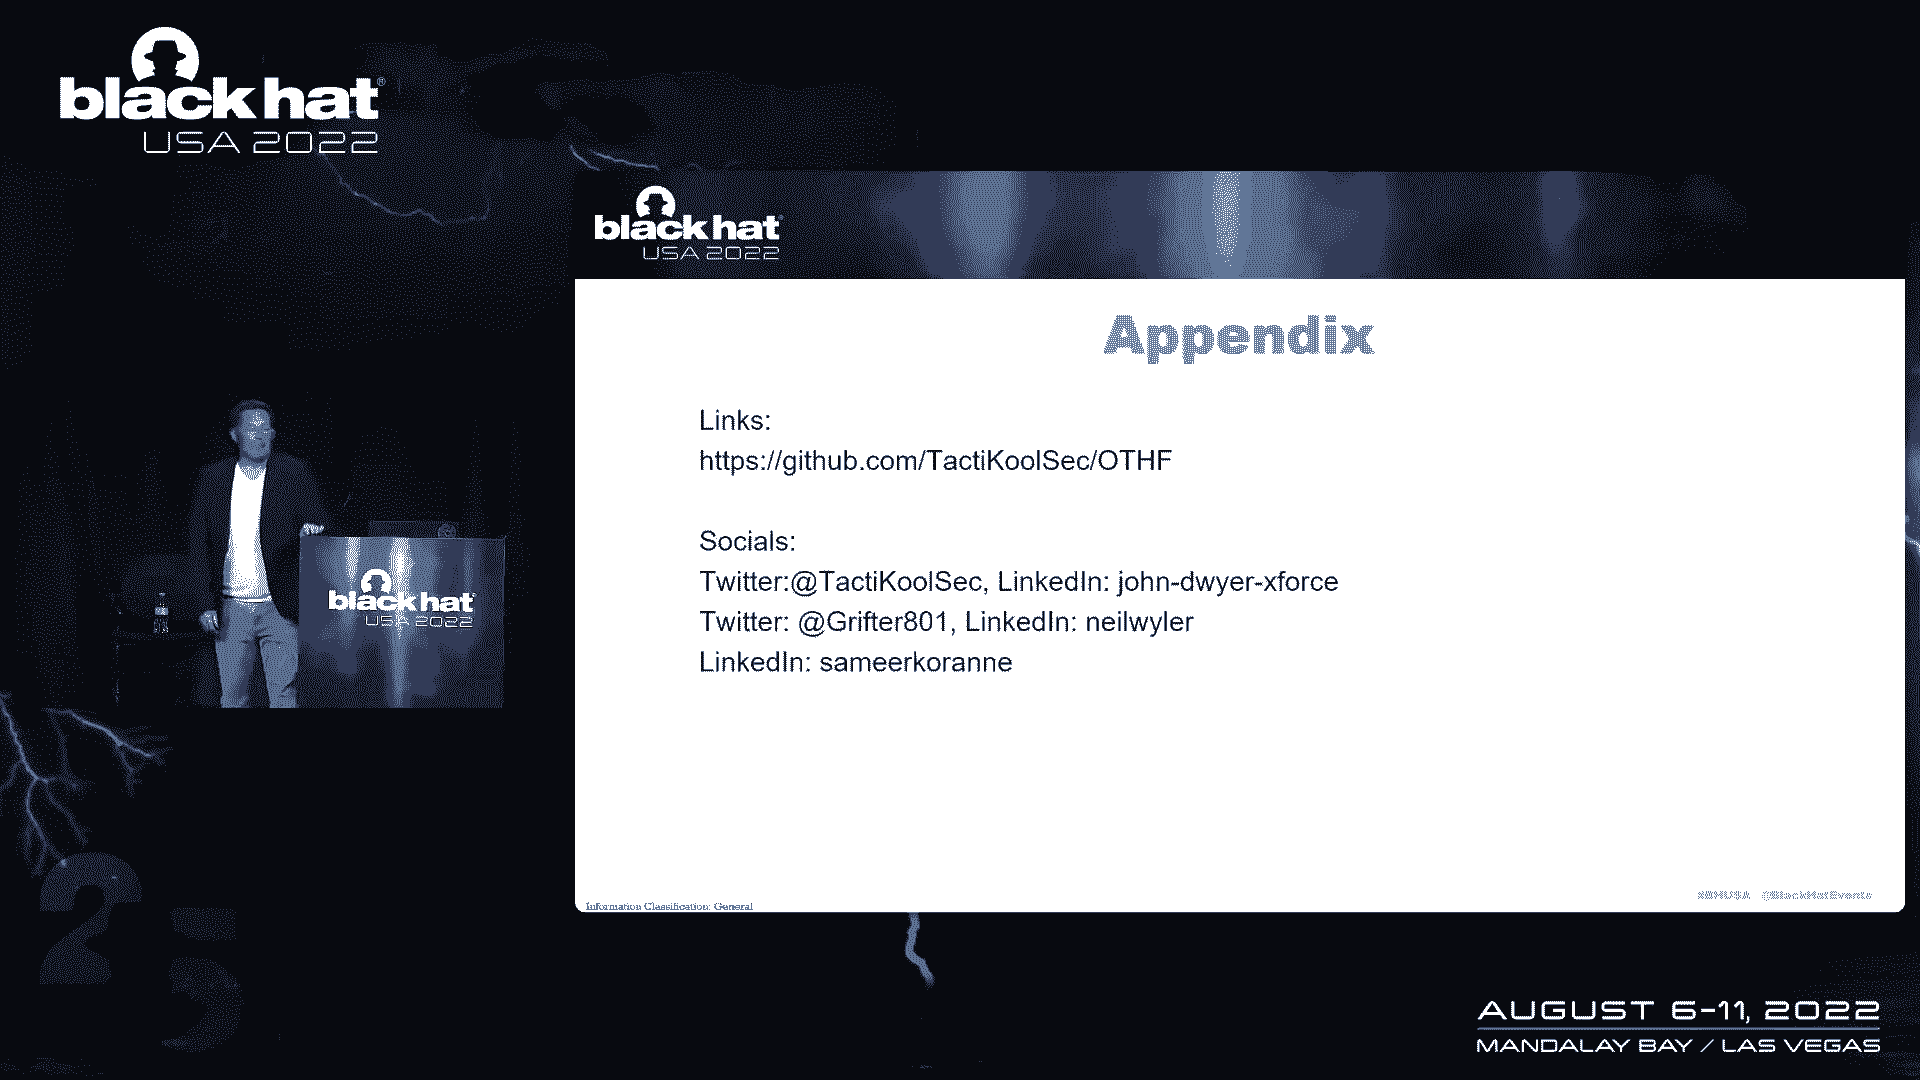 black hat®
USA 2022
black hat
USA 2022
Appendix
Links:
https://github.com/TactiKoolSec/OTHF
Socials:
Twitter:@TactiKoolSec, LinkedIn: john-dwyer-xforce
Twitter: @Grifter801, LinkedIn: neilwyler
LinkedIn: sameerkoranne
black hat
USA 2022
Information Classification: General
#BHUSA @BlackHatEvents
25
AUGUST 6-11, 2022
MANDALAY BAY / LAS VEGAS